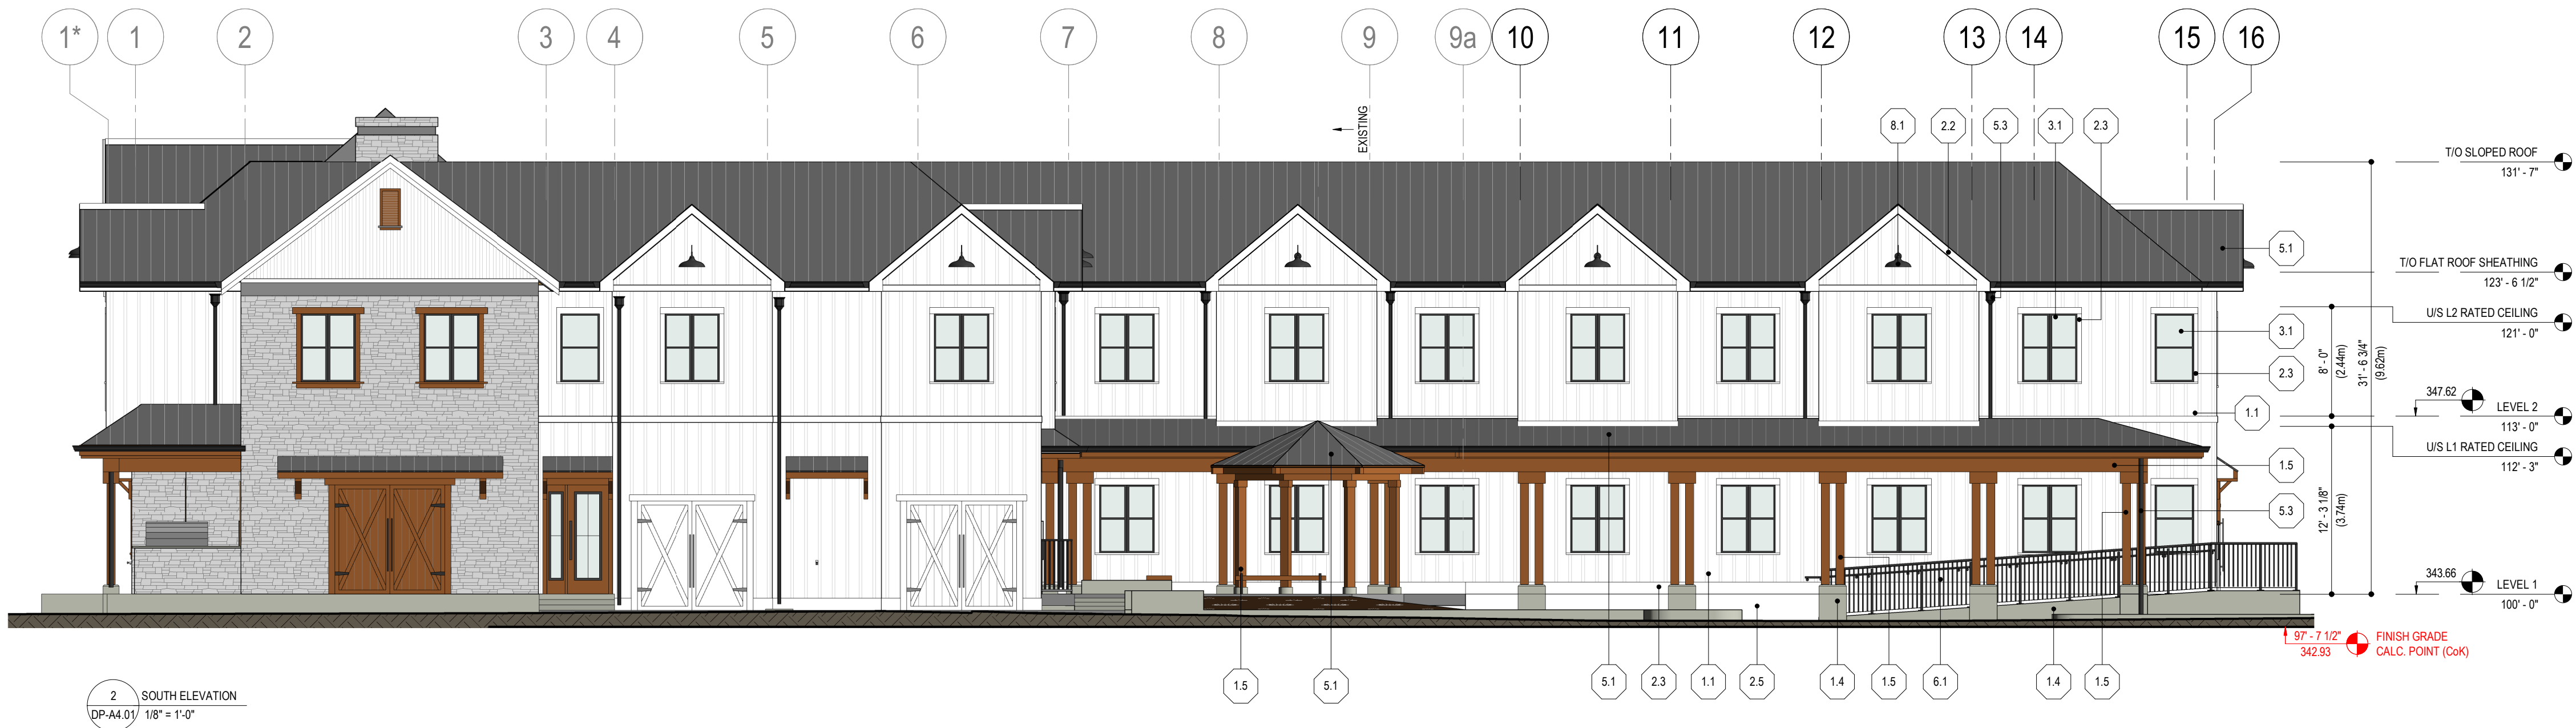 1*
1
2
3
4
5
6
7
8
9
9a
10
11
12
13
14
15
16
EXISTING
8.1
2.2
5.3
3.1
2.3
T/O SLOPED ROOF
131' - 7"
5.1
T/O FLAT ROOF SHEATHING
123' - 6 1/2"
U/S L2 RATED CEILING
121' - 0"
3.1
2.3
8' - 0"
(2.44m)
31' - 6 3/4"
(9.62m)
347.62
LEVEL 2
113' - 0"
1.1
U/S L1 RATED CEILING
112' - 3"
1.5
5.3
12' - 3 1/8"
(3.74m)
343.66
LEVEL 1
100' - 0"
97' - 7 1/2"
342.93
FINISH GRADE
CALC. POINT (CoK)
1.5
5.1
5.1
2.3
1.1
2.5
1.4
1.5
6.1
1.4
1.5
2
DP-A4.01
SOUTH ELEVATION
1/8" = 1'-0"